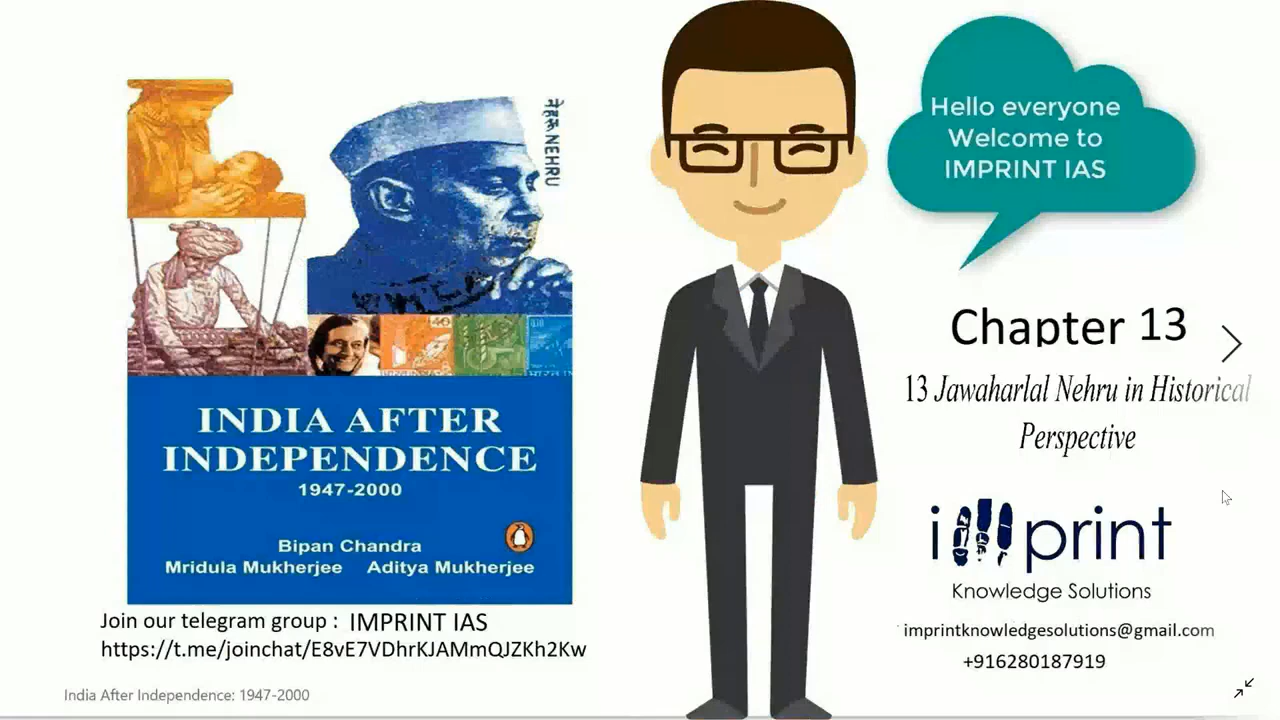 नेहरू NEHRU
INDIA AFTER
INDEPENDENCE
1947-2000
Bipan Chandra
Mridula Mukherjee Aditya Mukherjee
Join our telegram group : IMPRINT IAS
https://t.me/joinchat/E8vE7VDhrKJAMmQJZKh2Kw
India After Independence: 1947-2000
Hello everyone
Welcome to
IMPRINT IAS
Chapter 13
13 Jawaharlal Nehru in Historical
Perspective
imprint
Knowledge Solutions
imprintknowledgesolutions@gmail.com
+916280187919